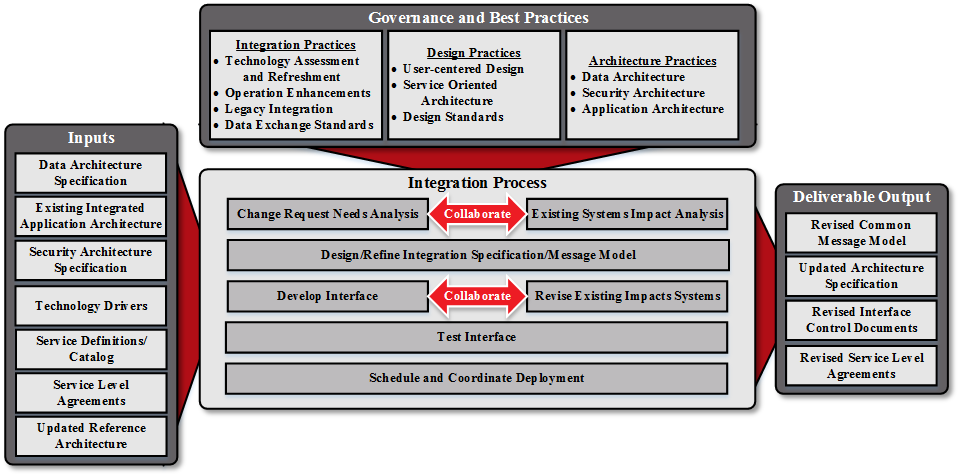 Governance and Best Practices
Integration Practices
• Technology Assessment
and Refreshment
• Operation Enhancements
• Legacy Integration
• Data Exchange Standards
Design Practices
• User-centered Design
• Service Oriented
Architecture
• Design Standards
Architecture Practices
• Data Architecture
• Security Architecture
• Application Architecture
Inputs
Data Architecture
Specification
Existing Integrated
Application Architecture
Security Architecture
Specification
Technology Drivers
Service Definitions/
Catalog
Service Level
Agreements
Updated Reference
Architecture
Integration Process
Change Request Needs Analysis
Collaborate
Existing Systems Impact Analysis
Design/Refine Integration Specification/Message Model
Develop Interface
Collaborate
Revise Existing Impacts Systems
Test Interface
Schedule and Coordinate Deployment
Deliverable Output
Revised Common
Message Model
Updated Architecture
Specification
Revised Interface
Control Documents
Revised Service Level
Agreements